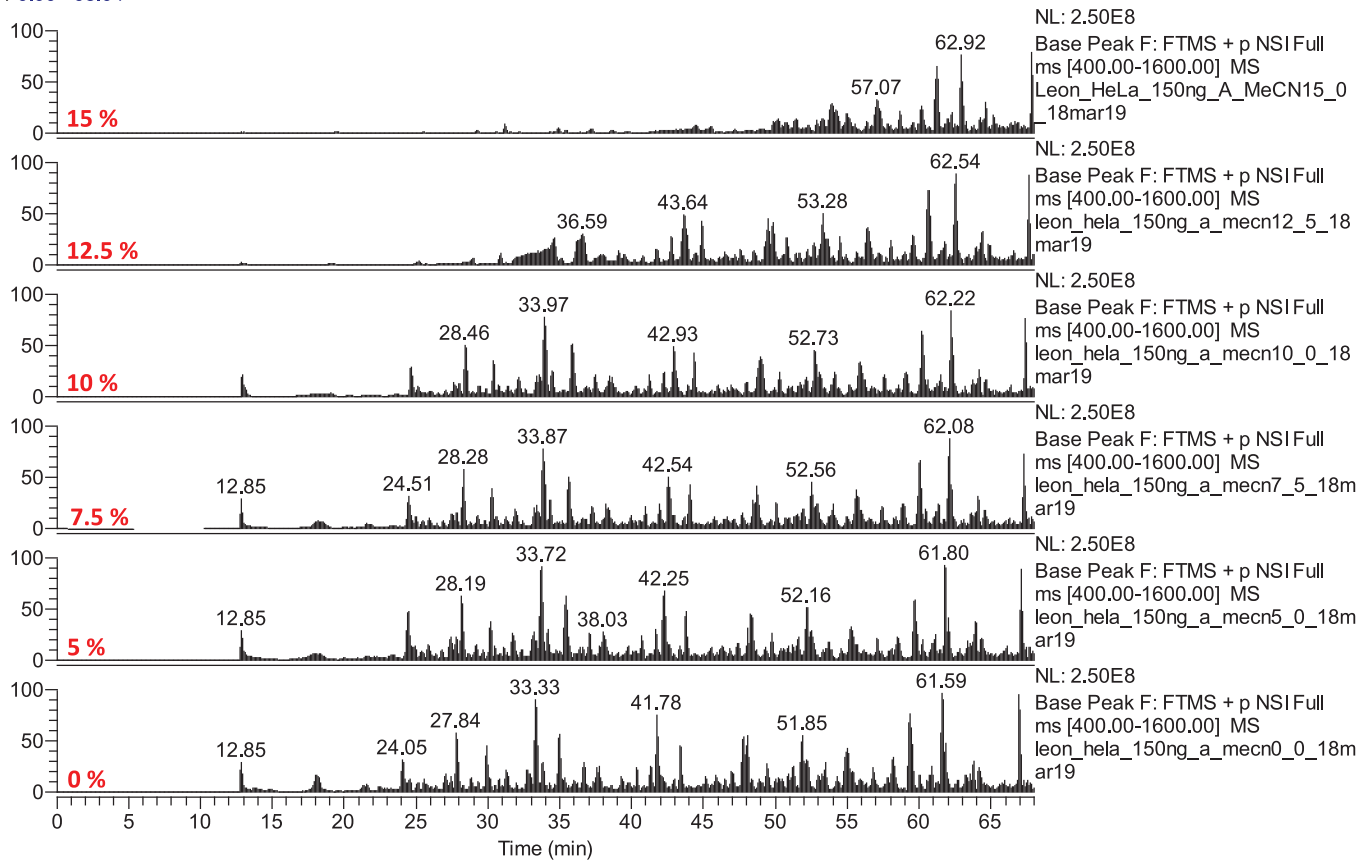 NL: 2.50E8
Base Peak F: FTMS + p NSI Full
ms [400.00-1600.00] MS
Leon_HeLa_150ng_A_MeCN15_0
_18mar19
100
50
0
15 %
57.07
62.92
NL: 2.50E8
Base Peak F: FTMS + p NSI Full
ms [400.00-1600.00] MS
leon_hela_150ng_a_mecn12_5_18
mar19
100
50
0
12.5 %
36.59
43.64
53.28
62.54
NL: 2.50E8
Base Peak F: FTMS + p NSI Full
ms [400.00-1600.00] MS
leon_hela_150ng_a_mecn10_0_18
mar19
100
50
0
10 %
28.46
33.97
42.93
52.73
62.22
NL: 2.50E8
Base Peak F: FTMS + p NSI Full
ms [400.00-1600.00] MS
leon_hela_150ng_a_mecn7_5_18m
ar19
100
50
0
7.5 %
12.85
24.51
28.28
33.87
42.54
52.56
62.08
NL: 2.50E8
Base Peak F: FTMS + p NSI Full
ms [400.00-1600.00] MS
leon_hela_150ng_a_mecn5_0_18m
ar19
100
50
0
5 %
12.85
28.19
33.72
38.03
42.25
52.16
61.80
NL: 2.50E8
Base Peak F: FTMS + p NSI Full
ms [400.00-1600.00] MS
leon_hela_150ng_a_mecn0_0_18m
ar19
100
50
0
0 %
12.85
24.05
27.84
33.33
41.78
51.85
61.59
0 5 10 15 20 25 30 35 40 45 50 55 60 65
Time (min)